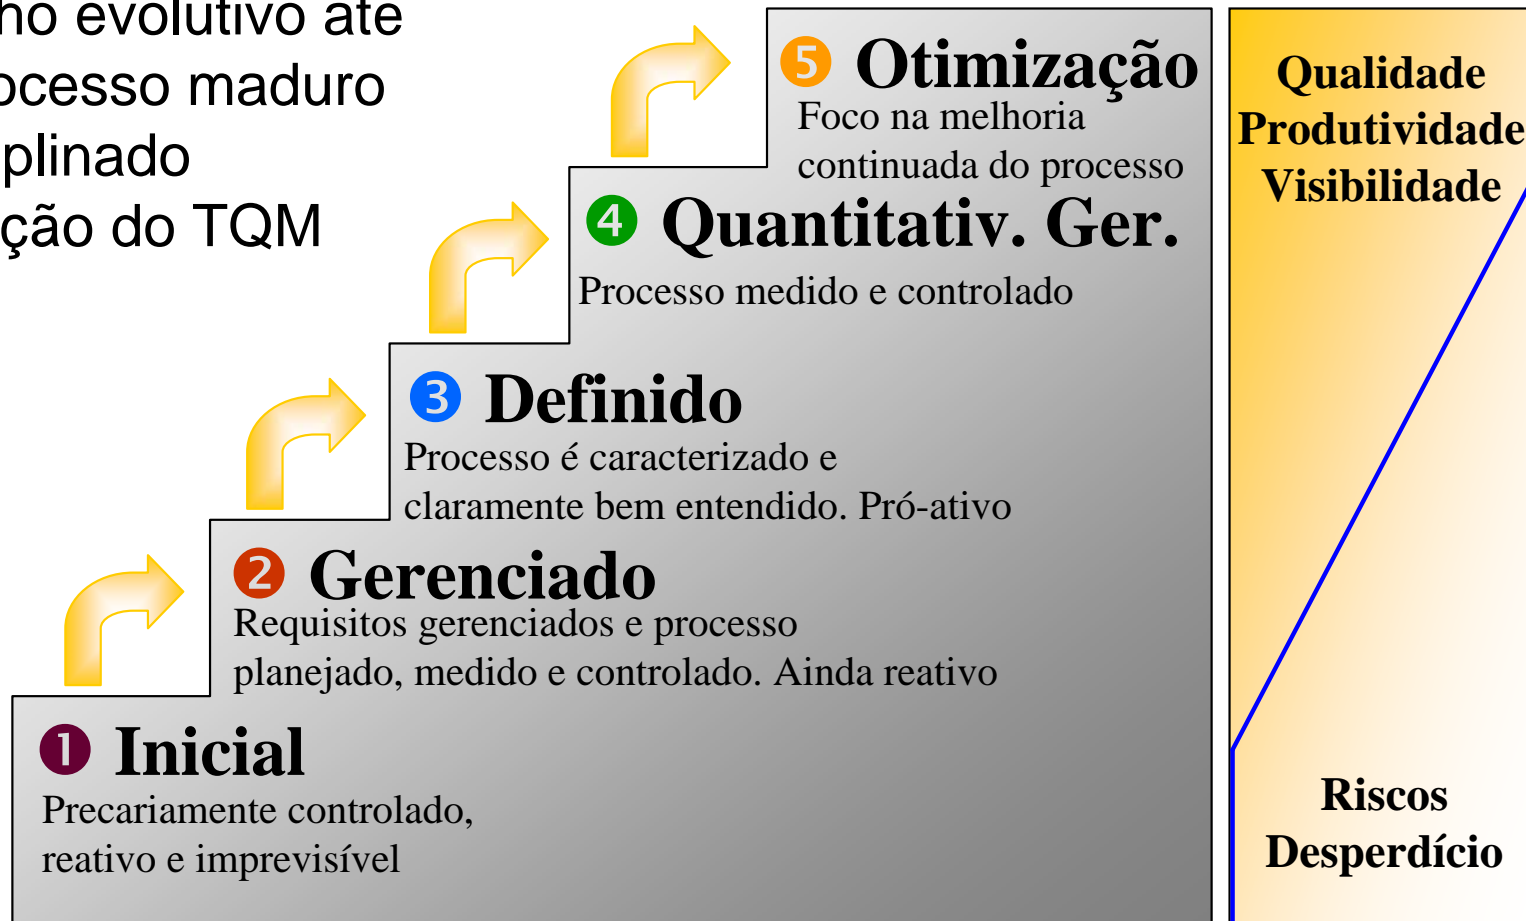 ho evolutivo até
ocesso maduro
plinado
ção do TQM
5 Otimização
Foco na melhoria
continuada do processo
4 Quantitativ. Ger.
Processo medido e controlado
3 Definido
Processo é caracterizado e
claramente bem entendido. Pró-ativo
2 Gerenciado
Requisitos gerenciados e processo
planejado, medido e controlado. Ainda reativo
1 Inicial
Precariamente controlado,
reativo e imprevisível
Qualidade
Produtividade
Visibilidade
Riscos
Desperdício